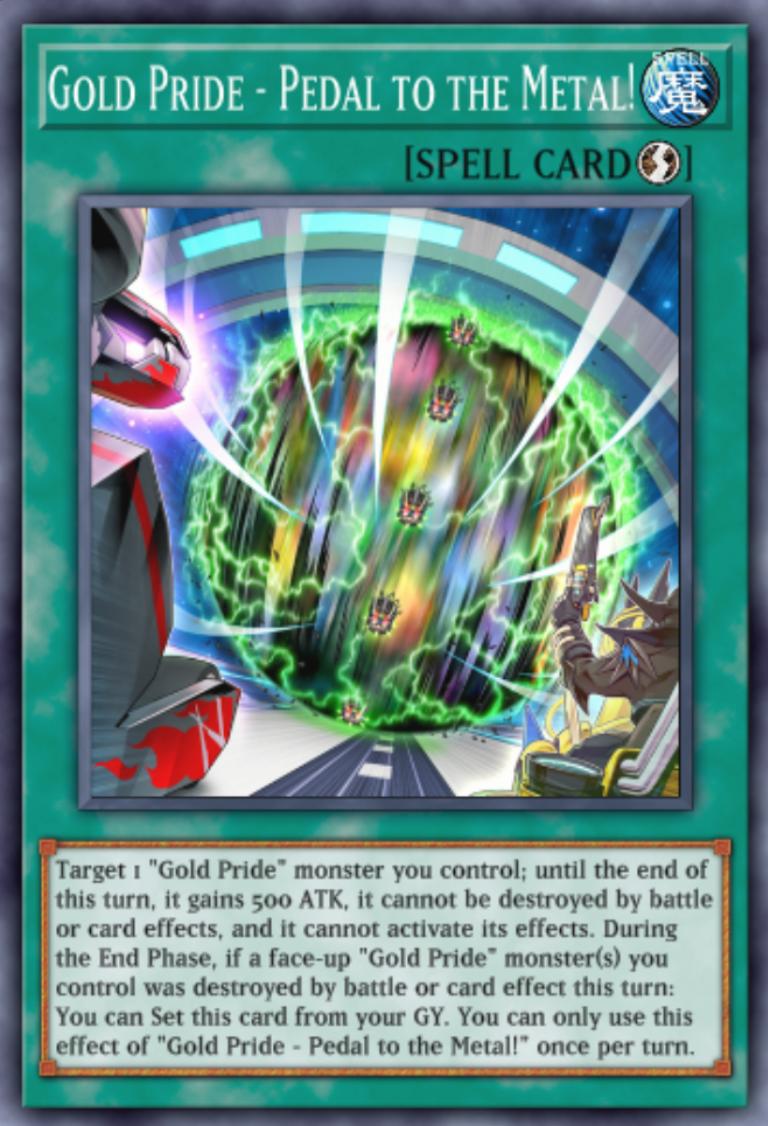 Gold Pride - Pedal to the Metal!
SPELL
魔
[SPELL CARD]
Target 1 "Gold Pride" monster you control; until the end of
this turn, it gains 500 ATK, it cannot be destroyed by battle
or card effects, and it cannot activate its effects. During
the End Phase, if a face-up "Gold Pride" monster(s) you
control was destroyed by battle or card effect this turn:
You can Set this card from your GY. You can only use this
effect of "Gold Pride - Pedal to the Metal!" once per turn.